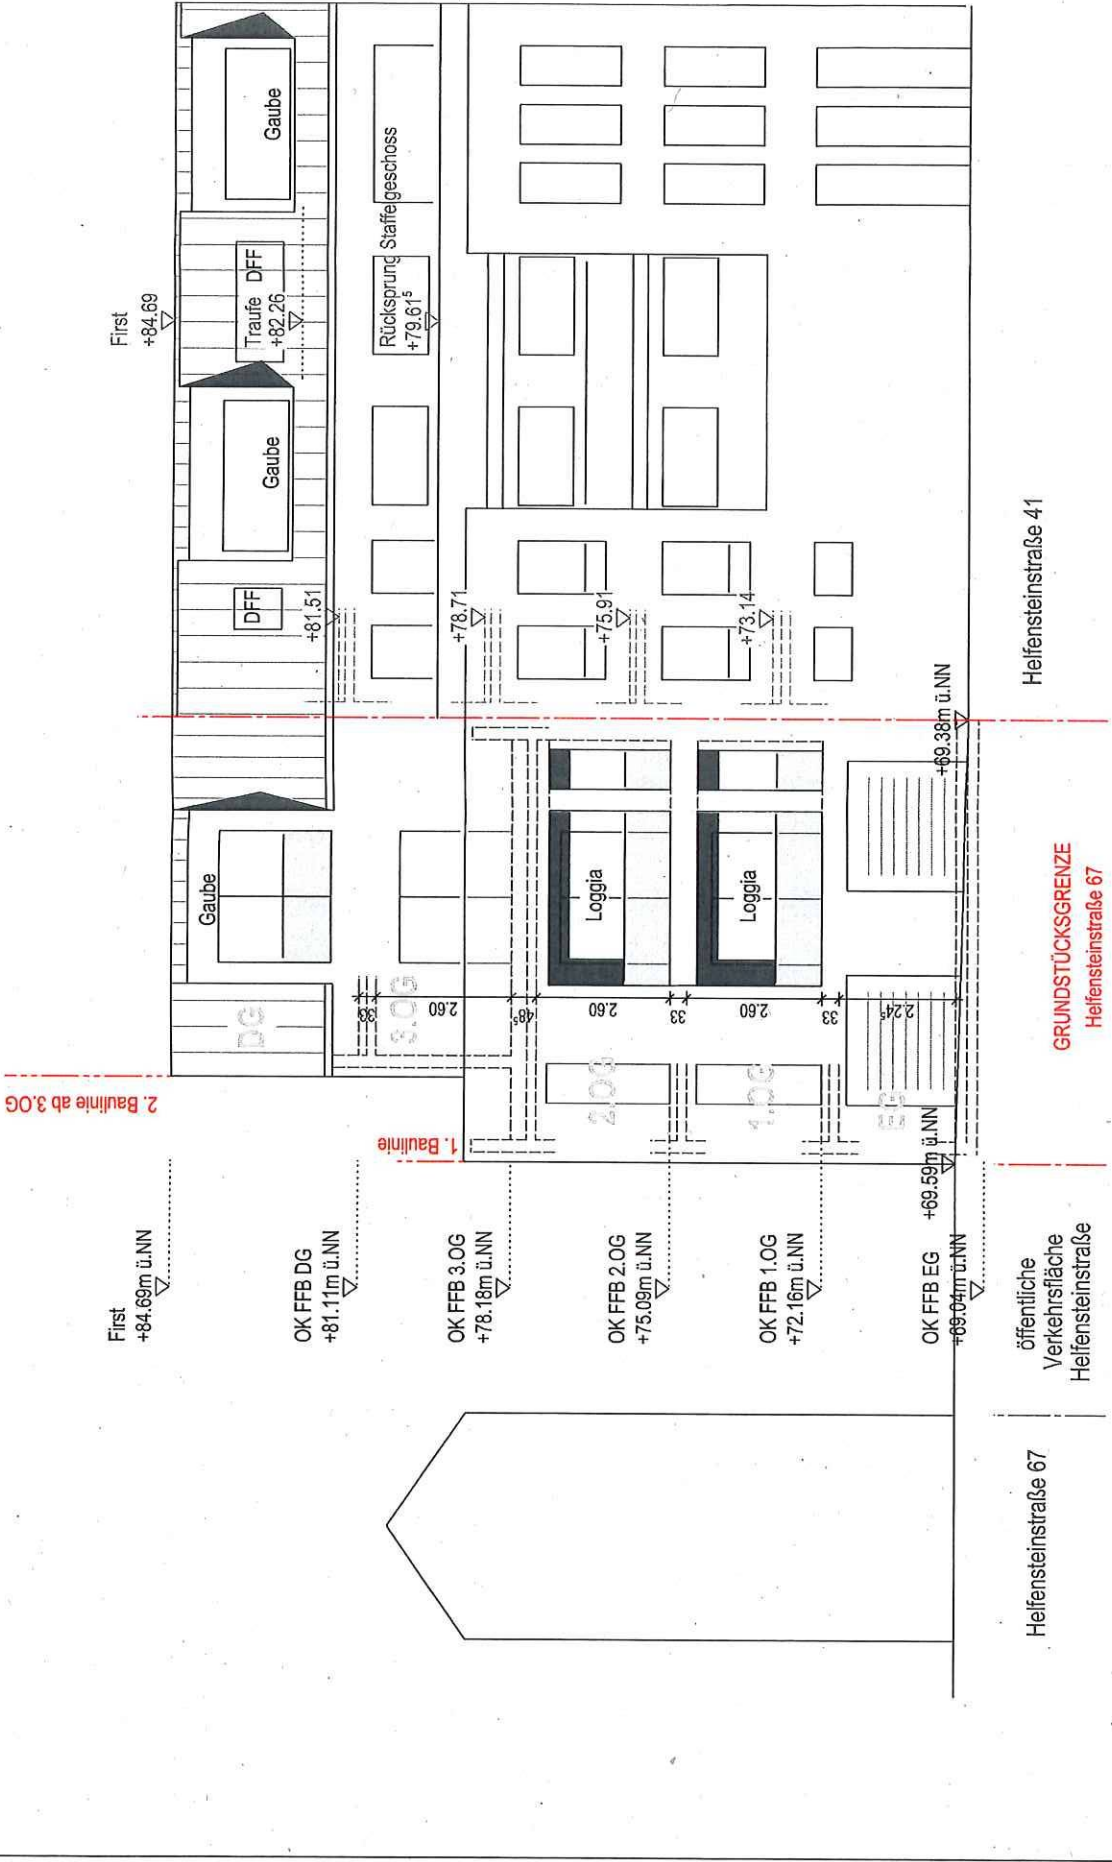 2. Baulinie ab 3.OG
1. Baulinie
First
+84.69m ü.NN
OK FFB DG
+81.11m ü.NN
OK FFB 3.OG
+78.18m ü.NN
OK FFB 2.OG
+75.09m ü.NN
OK FFB 1.OG
+72.16m ü.NN
OK FFB EG
+69.04m ü.NN
+69.59m ü.NN
+69.38m ü.NN
DG
3.OG
2.OG
1.OG
EG
33
2.60
48⁵
2.60
33
2.60
33
2.24⁵
Gaube
Loggia
Loggia
DFF
Gaube
Traufe DFF
+82.26
Gaube
First
+84.69
Rücksprung Staffelgeschoss
+79.61⁵
+81.51
+78.71
+75.91
+73.14
Helfensteinstraße 67
öffentliche
Verkehrsfläche
Helfensteinstraße
GRUNDSTÜCKSGRENZE
Helfensteinstraße 67
Helfensteinstraße 41